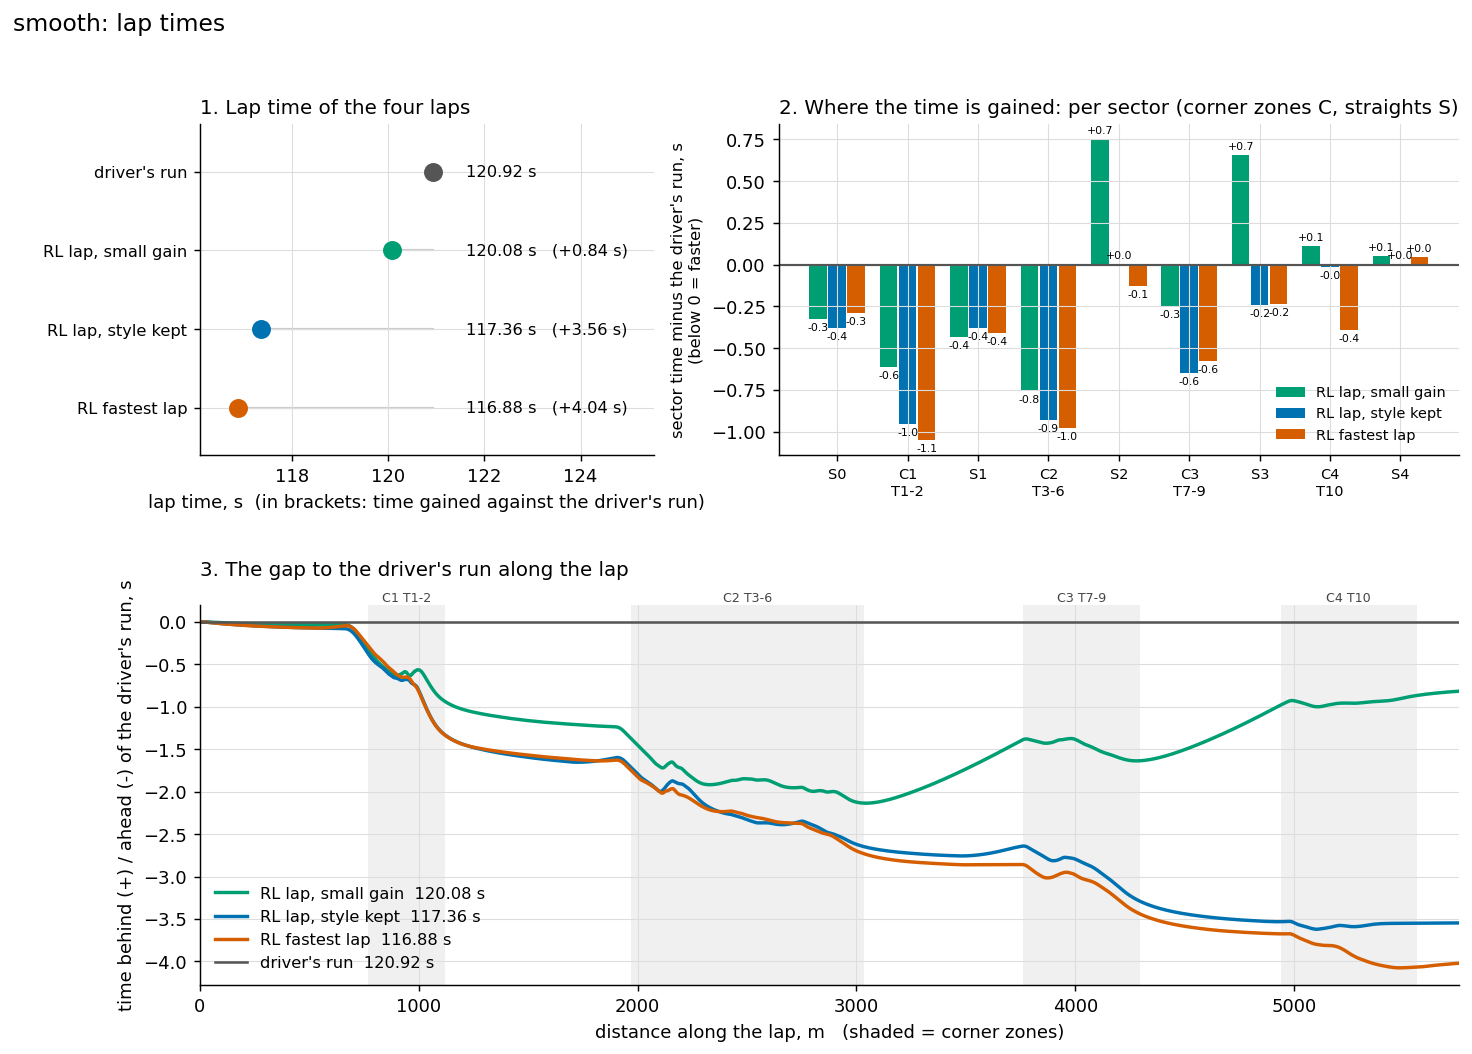 smooth: lap times
1. Lap time of the four laps
driver's run
120.92 s
RL lap, small gain
120.08 s (+0.84 s)
RL lap, style kept
117.36 s (+3.56 s)
RL fastest lap
116.88 s (+4.04 s)
118 120 122 124
lap time, s (in brackets: time gained against the driver's run)
2. Where the time is gained: per sector (corner zones C, straights S)
sector time minus the driver's run, s
(below 0 = faster)
0.75
0.50
0.25
0.00
−0.25
−0.50
−0.75
−1.00
-0.3 -0.4 -0.3
-0.6 -1.0 -1.1
-0.4 -0.4 -0.4
-0.8 -0.9 -1.0
+0.7 +0.0 -0.1
-0.3 -0.6 -0.6
+0.7 -0.2 -0.2
+0.1 -0.0 -0.4
+0.1 +0.0 +0.0
RL lap, small gain
RL lap, style kept
RL fastest lap
S0 C1 S1 C2 S2 C3 S3 C4 S4
T1-2 T3-6 T7-9 T10
3. The gap to the driver's run along the lap
C1 T1-2 C2 T3-6 C3 T7-9 C4 T10
time behind (+) / ahead (-) of the driver's run, s
0.0
−0.5
−1.0
−1.5
−2.0
−2.5
−3.0
−3.5
−4.0
RL lap, small gain 120.08 s
RL lap, style kept 117.36 s
RL fastest lap 116.88 s
driver's run 120.92 s
0 1000 2000 3000 4000 5000
distance along the lap, m (shaded = corner zones)